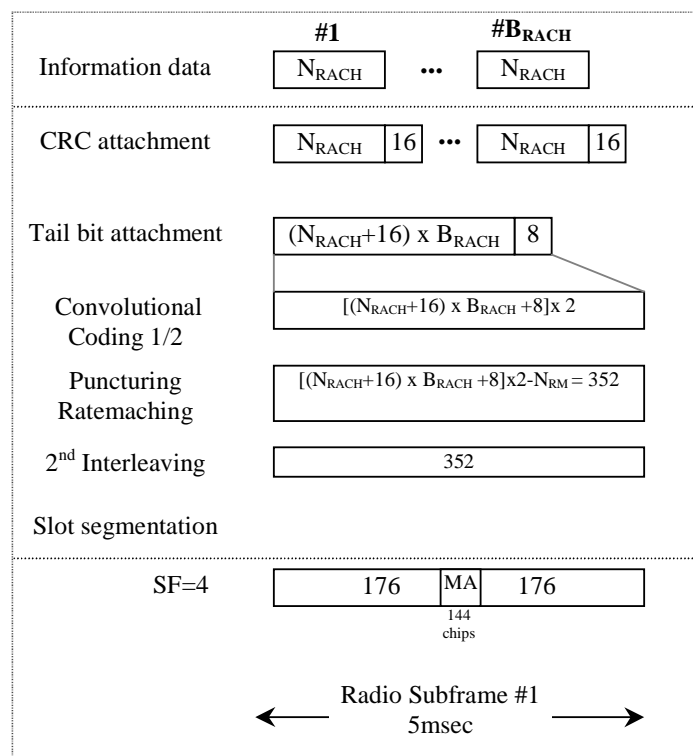 #1 #B_RACH
Information data N_RACH ••• N_RACH
CRC attachment N_RACH 16 ••• N_RACH 16
Tail bit attachment (N_RACH+16) x B_RACH 8
Convolutional
Coding 1/2
[(N_RACH+16) x B_RACH +8]x 2
Puncturing
Ratemaching
[(N_RACH+16) x B_RACH +8]x2-N_RM = 352
2nd Interleaving 352
Slot segmentation
SF=4 176 MA 176
144
chips
Radio Subframe #1
5msec